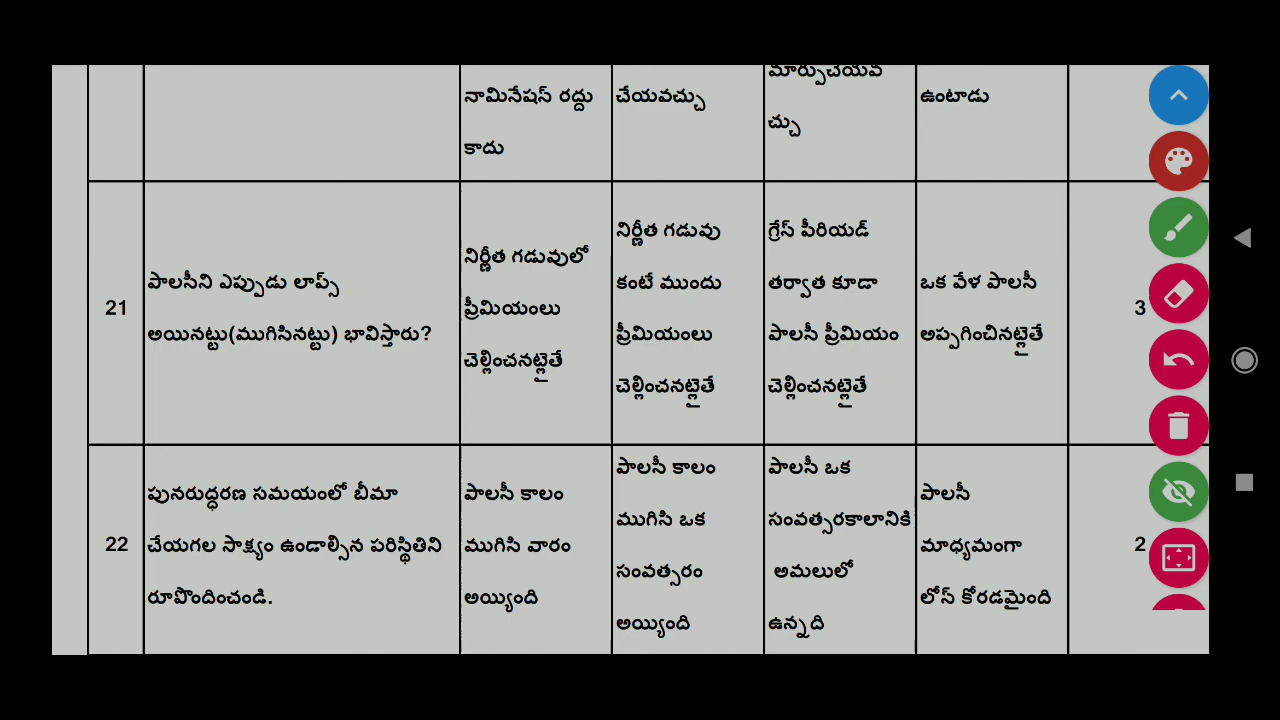 నామినేషన్ రద్దు
కాదు
చేయవచ్చు
మార్పుచేయవ
చ్చు
ఉంటాడు
21
పాలసీని ఎప్పుడు లాప్స్
అయినట్టు(ముగిసినట్టు) భావిస్తారు?
నిర్ణీత గడువులో
ప్రీమియంలు
చెల్లించనట్లైతే
నిర్ణీత గడువు
కంటే ముందు
ప్రీమియంలు
చెల్లించనట్లైతే
గ్రేస్ పీరియడ్
తర్వాత కూడా
పాలసీ ప్రీమియం
చెల్లించనట్లైతే
ఒక వేళ పాలసీ
అప్పగించినట్లైతే
3
22
పునరుద్ధరణ సమయంలో బీమా
చేయగల సాక్ష్యం ఉండాల్సిన పరిస్థితిని
రూపొందించండి.
పాలసీ కాలం
ముగిసి వారం
అయ్యింది
పాలసీ కాలం
ముగిసి ఒక
సంవత్సరం
అయ్యింది
పాలసీ ఒక
సంవత్సరకాలానికి
అమలులో
ఉన్నది
పాలసీ
మాధ్యమంగా
లోన్ కోరడమైంది
2